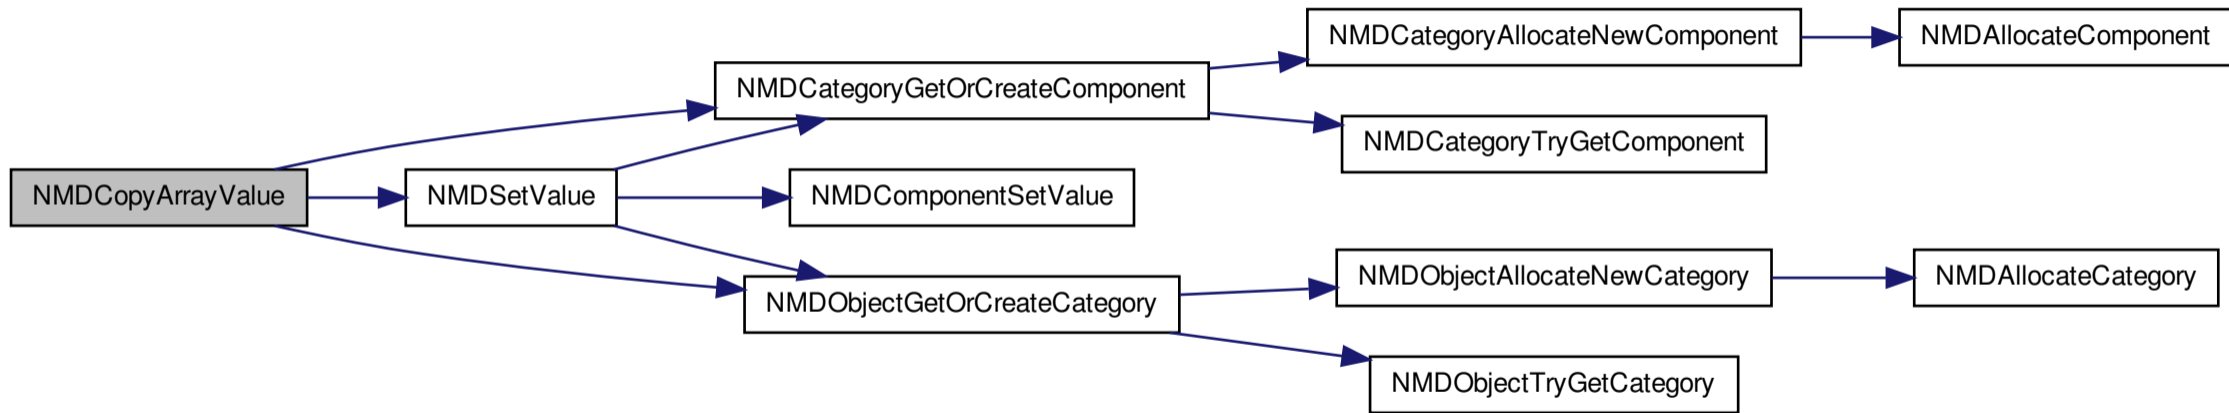 NMDCategoryAllocateNewComponent
NMDAllocateComponent
NMDCategoryGetOrCreateComponent
NMDCategoryTryGetComponent
NMDCopyArrayValue
NMDSetValue
NMDComponentSetValue
NMDObjectAllocateNewCategory
NMDAllocateCategory
NMDObjectGetOrCreateCategory
NMDObjectTryGetCategory